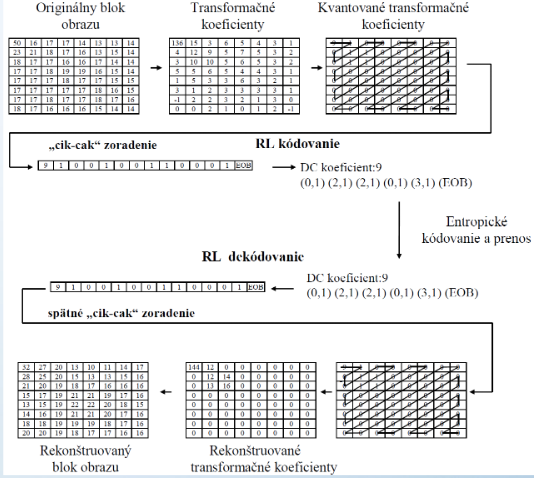 Originálny blok
obrazu
Transformačné
koeficienty
Kvantované transformačné
koeficienty
50 16 17 17 14 13 13 14
23 21 18 17 16 13 15 14
18 17 17 16 16 17 14 14
17 17 18 19 16 15 14
17 17 17 18 17 17 15 15
17 17 17 17 18 16 15
17 17 18 17 17 18 17 16
18 16 17 16 16 15 14 14
136 15 3 6 5 4 3 1
4 12 9 5 7 5 3 2
3 10 10 5 6 5 3 2
5 5 6 5 4 4 3 1
1 5 3 3 6 3 2 1
3 1 2 3 3 3 3 1
-1 2 2 3 2 1 3 0
0 0 2 1 0 1 2 -1
„cik-cak“ zoradenie
RL kódovanie
9 1 0 0 1 0 0 1 1 0 0 0 1 EOB
DC koeficient:9
(0,1) (2,1) (2,1) (0,1) (3,1) (EOB)
Entropické
kódovanie a prenos
RL dekódovanie
DC koeficient:9
(0,1) (2,1) (2,1) (0,1) (3,1) (EOB)
9 1 0 0 1 0 0 1 1 0 0 0 1 EOB
spätné „cik-cak“ zoradenie
32 27 20 13 10 11 14 17
28 25 20 15 13 13 15 16
21 20 19 18 17 16 16 16
15 17 19 21 21 19 17 16
13 15 19 22 22 20 18 15
14 16 19 21 21 20 17 16
18 18 19 19 19 18 17 16
20 20 19 17 16 16 16
144 12 0 0 0 0 0 0
0 12 14 0 0 0 0 0
0 13 16 0 0 0 0 0
0 0 0 0 0 0 0 0
0 0 0 0 0 0 0 0
0 0 0 0 0 0 0 0
0 0 0 0 0 0 0 0
0 0 0 0 0 0 0 0
Rekonštruovaný
blok obrazu
Rekonštruované
transformačné koeficienty